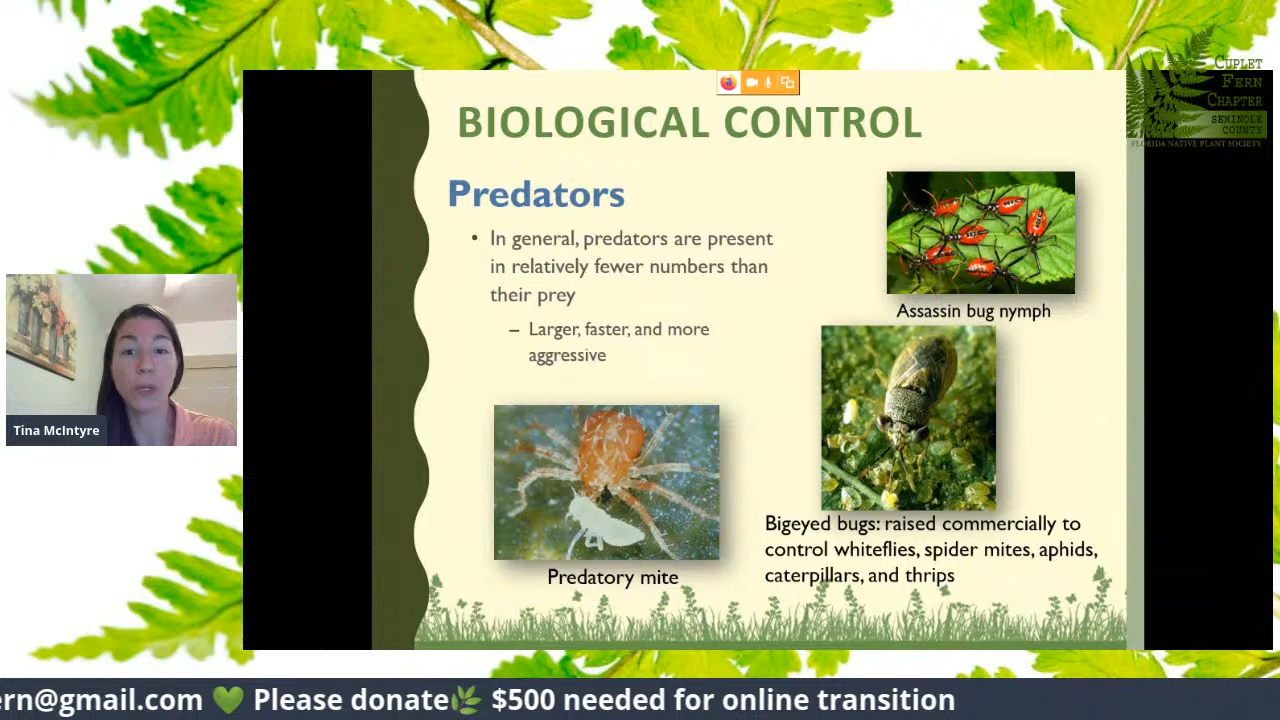 CUPLET
FERN
CHAPTER
SEMINOLE
COUNTY
FLORIDA NATIVE PLANT SOCIETY
BIOLOGICAL CONTROL
Predators
• In general, predators are present
in relatively fewer numbers than
their prey
– Larger, faster, and more
aggressive
Assassin bug nymph
Predatory mite
Bigeyed bugs: raised commercially to
control whiteflies, spider mites, aphids,
caterpillars, and thrips
Tina McIntyre
ern@gmail.com 💚 Please donate🌿 $500 needed for online transition